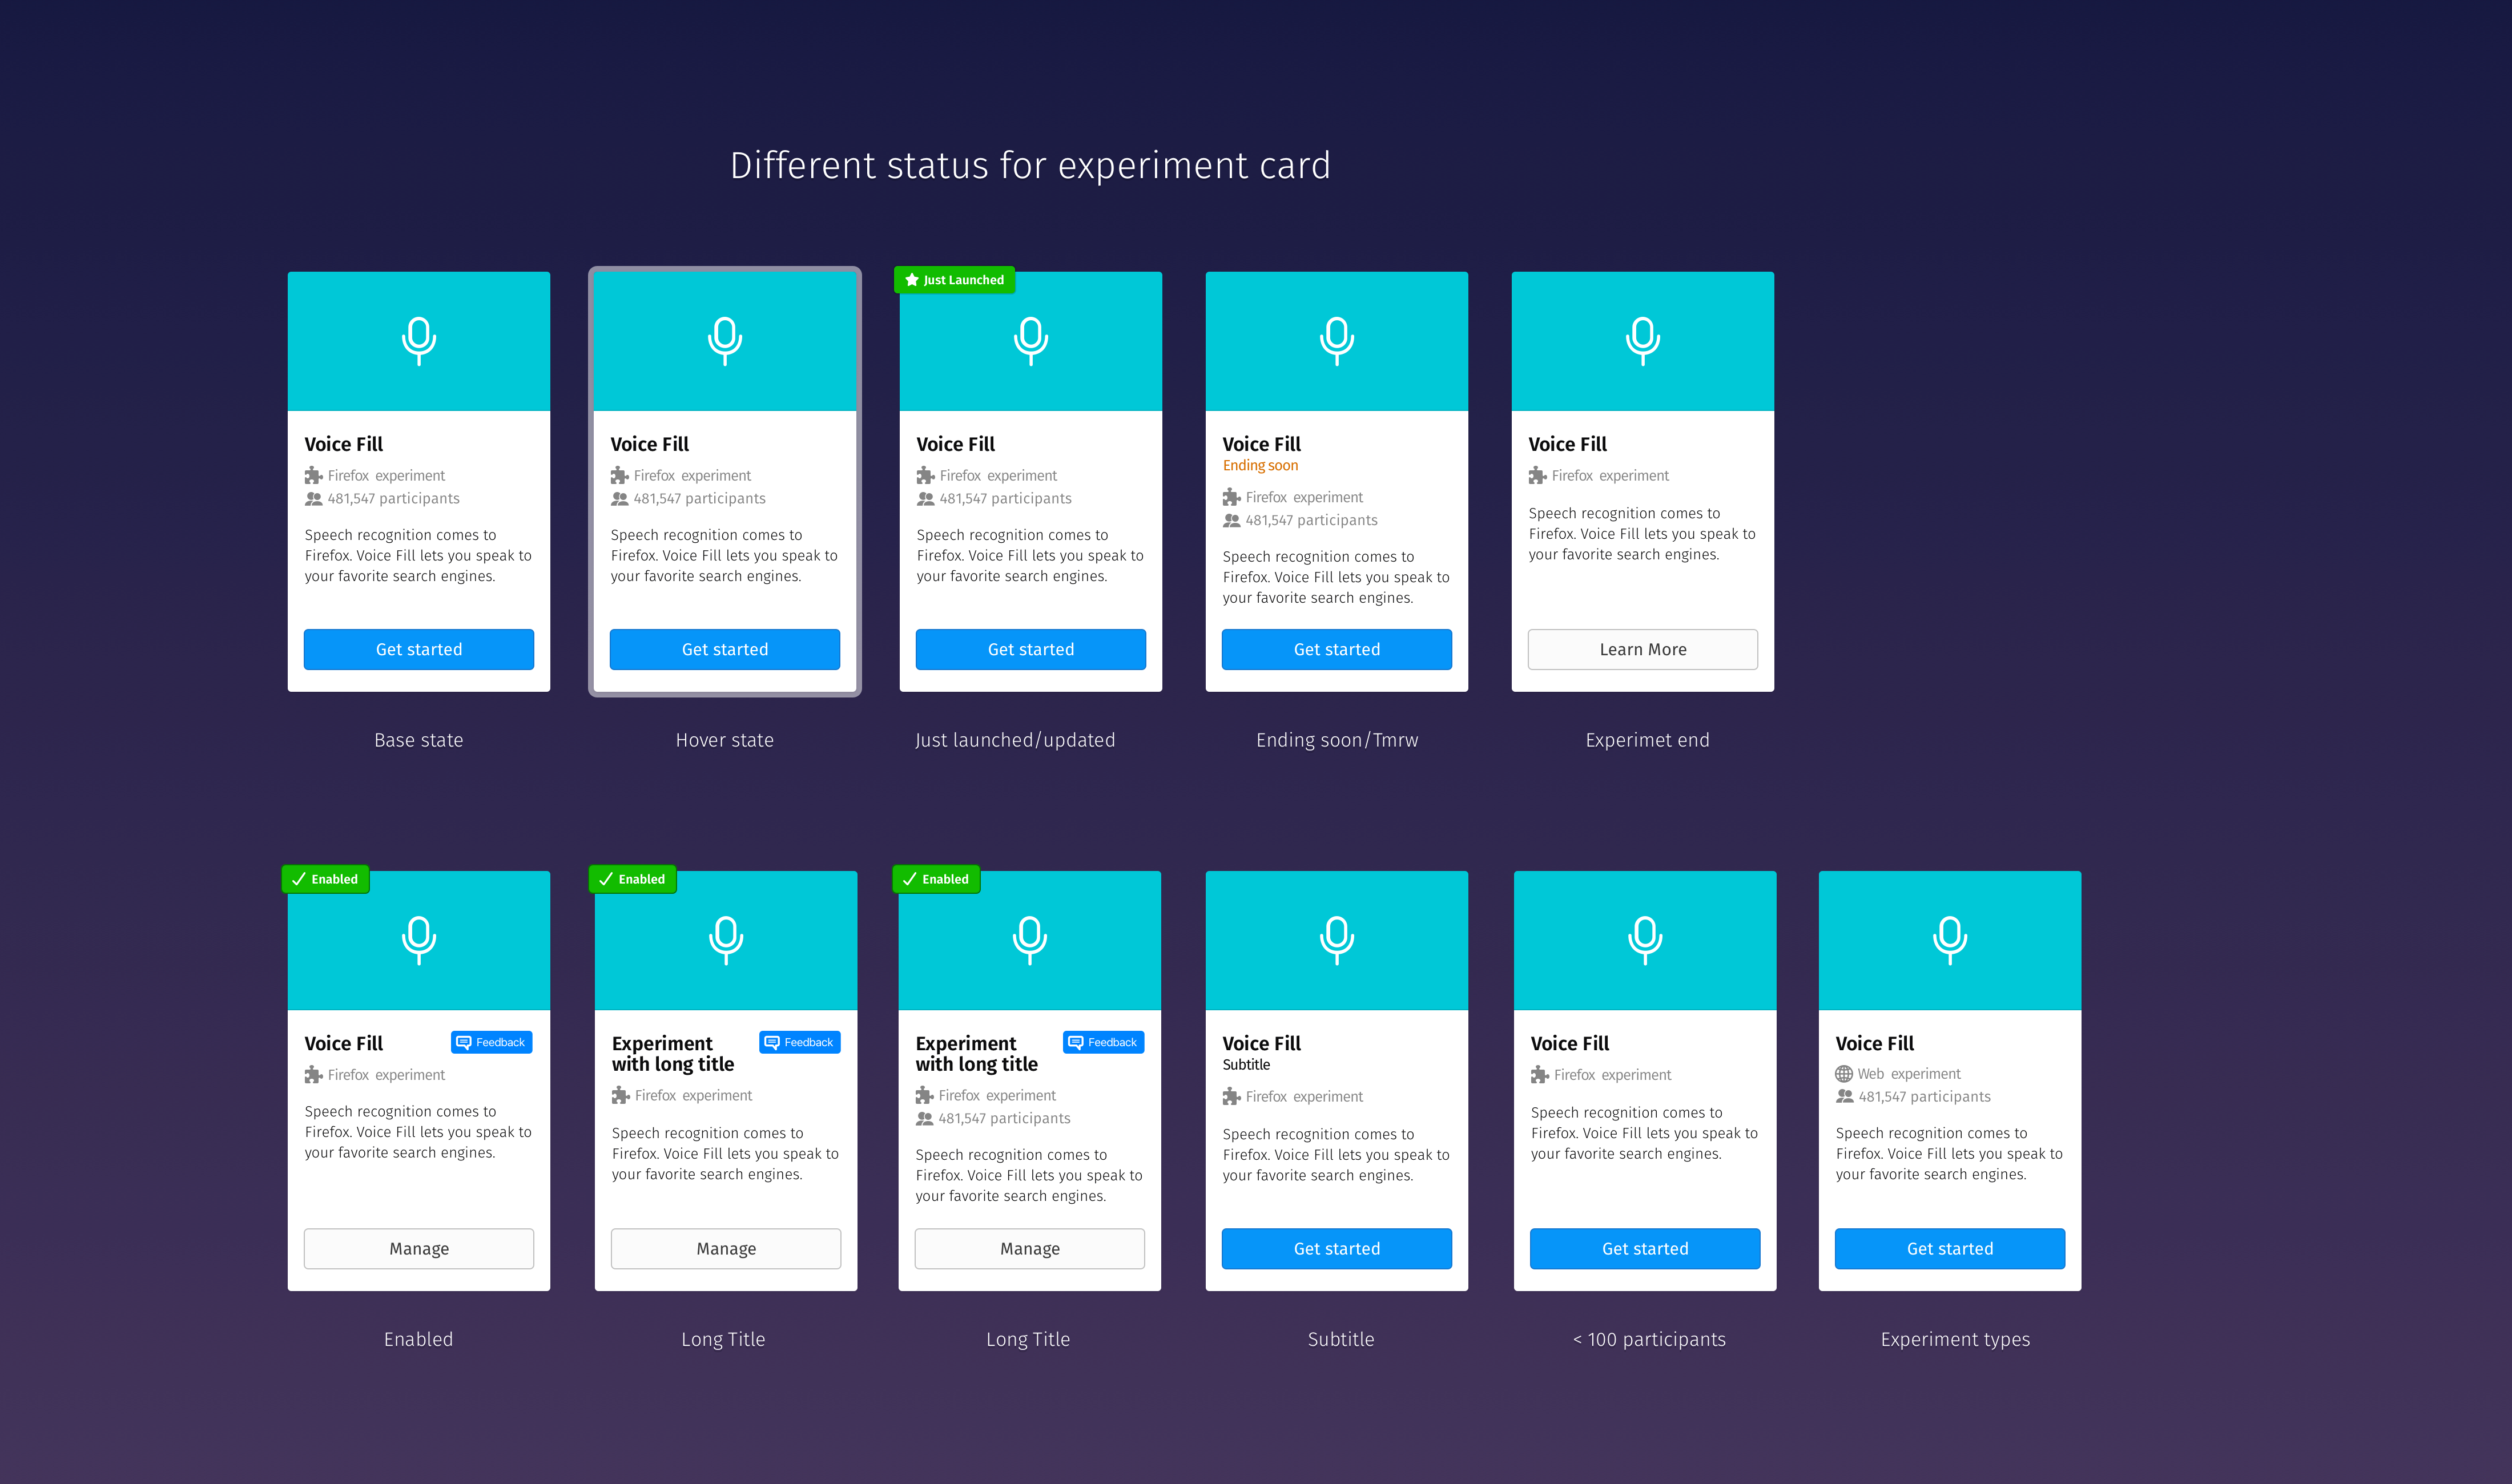 Different status for experiment card
Voice Fill
Firefox experiment
481,547 participants
Speech recognition comes to
Firefox. Voice Fill lets you speak to
your favorite search engines.
Get started
Base state
Voice Fill
Firefox experiment
481,547 participants
Speech recognition comes to
Firefox. Voice Fill lets you speak to
your favorite search engines.
Get started
Hover state
Just Launched
Voice Fill
Firefox experiment
481,547 participants
Speech recognition comes to
Firefox. Voice Fill lets you speak to
your favorite search engines.
Get started
Just launched/updated
Voice Fill
Ending soon
Firefox experiment
481,547 participants
Speech recognition comes to
Firefox. Voice Fill lets you speak to
your favorite search engines.
Get started
Ending soon/Tmrw
Voice Fill
Firefox experiment
Speech recognition comes to
Firefox. Voice Fill lets you speak to
your favorite search engines.
Learn More
Experimet end
Enabled
Voice Fill
Feedback
Firefox experiment
Speech recognition comes to
Firefox. Voice Fill lets you speak to
your favorite search engines.
Manage
Enabled
Enabled
Experiment
with long title
Feedback
Firefox experiment
Speech recognition comes to
Firefox. Voice Fill lets you speak to
your favorite search engines.
Manage
Long Title
Enabled
Experiment
with long title
Feedback
Firefox experiment
481,547 participants
Speech recognition comes to
Firefox. Voice Fill lets you speak to
your favorite search engines.
Manage
Long Title
Voice Fill
Subtitle
Firefox experiment
Speech recognition comes to
Firefox. Voice Fill lets you speak to
your favorite search engines.
Get started
Subtitle
Voice Fill
Firefox experiment
Speech recognition comes to
Firefox. Voice Fill lets you speak to
your favorite search engines.
Get started
< 100 participants
Voice Fill
Web experiment
481,547 participants
Speech recognition comes to
Firefox. Voice Fill lets you speak to
your favorite search engines.
Get started
Experiment types